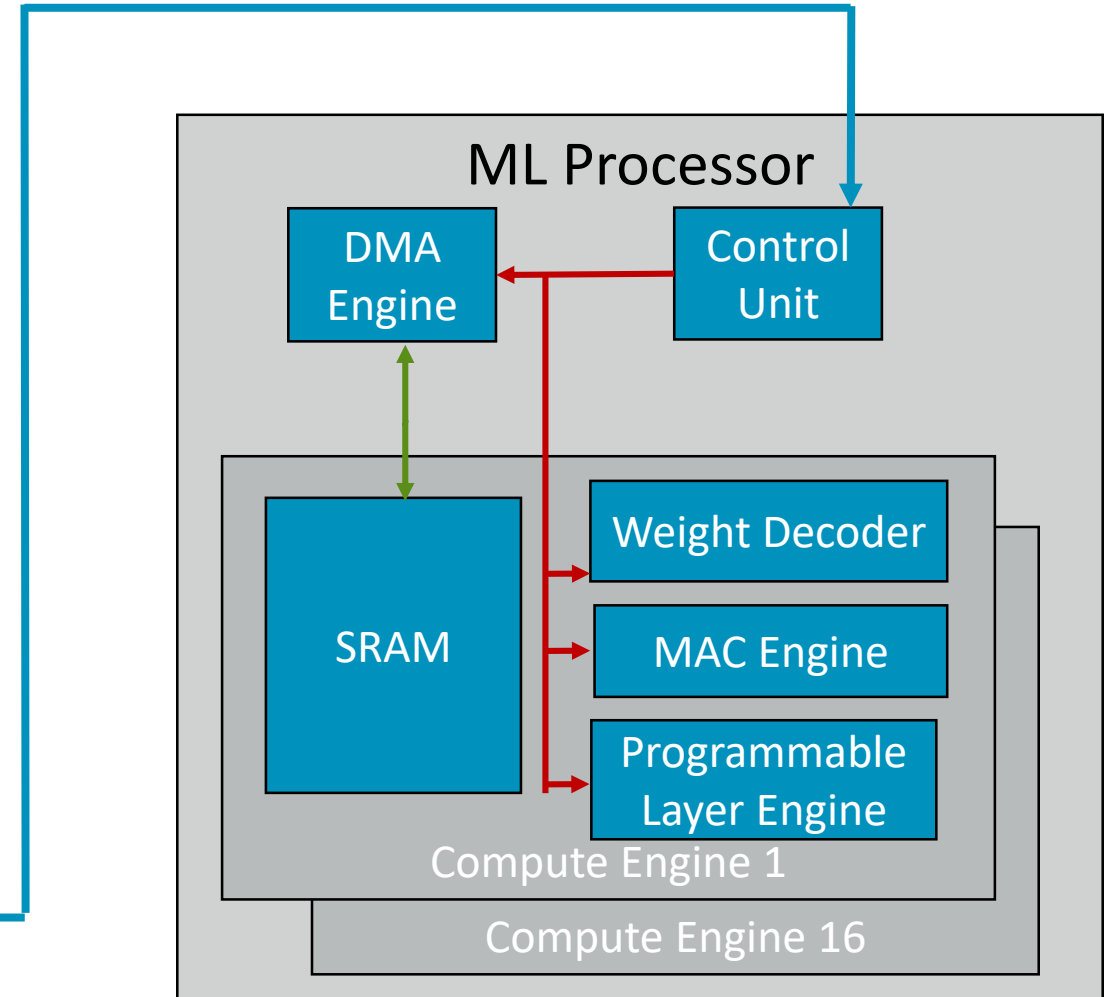 ML Processor
DMA
Engine
Control
Unit
SRAM
Weight Decoder
MAC Engine
Programmable
Layer Engine
Compute Engine 1
Compute Engine 16